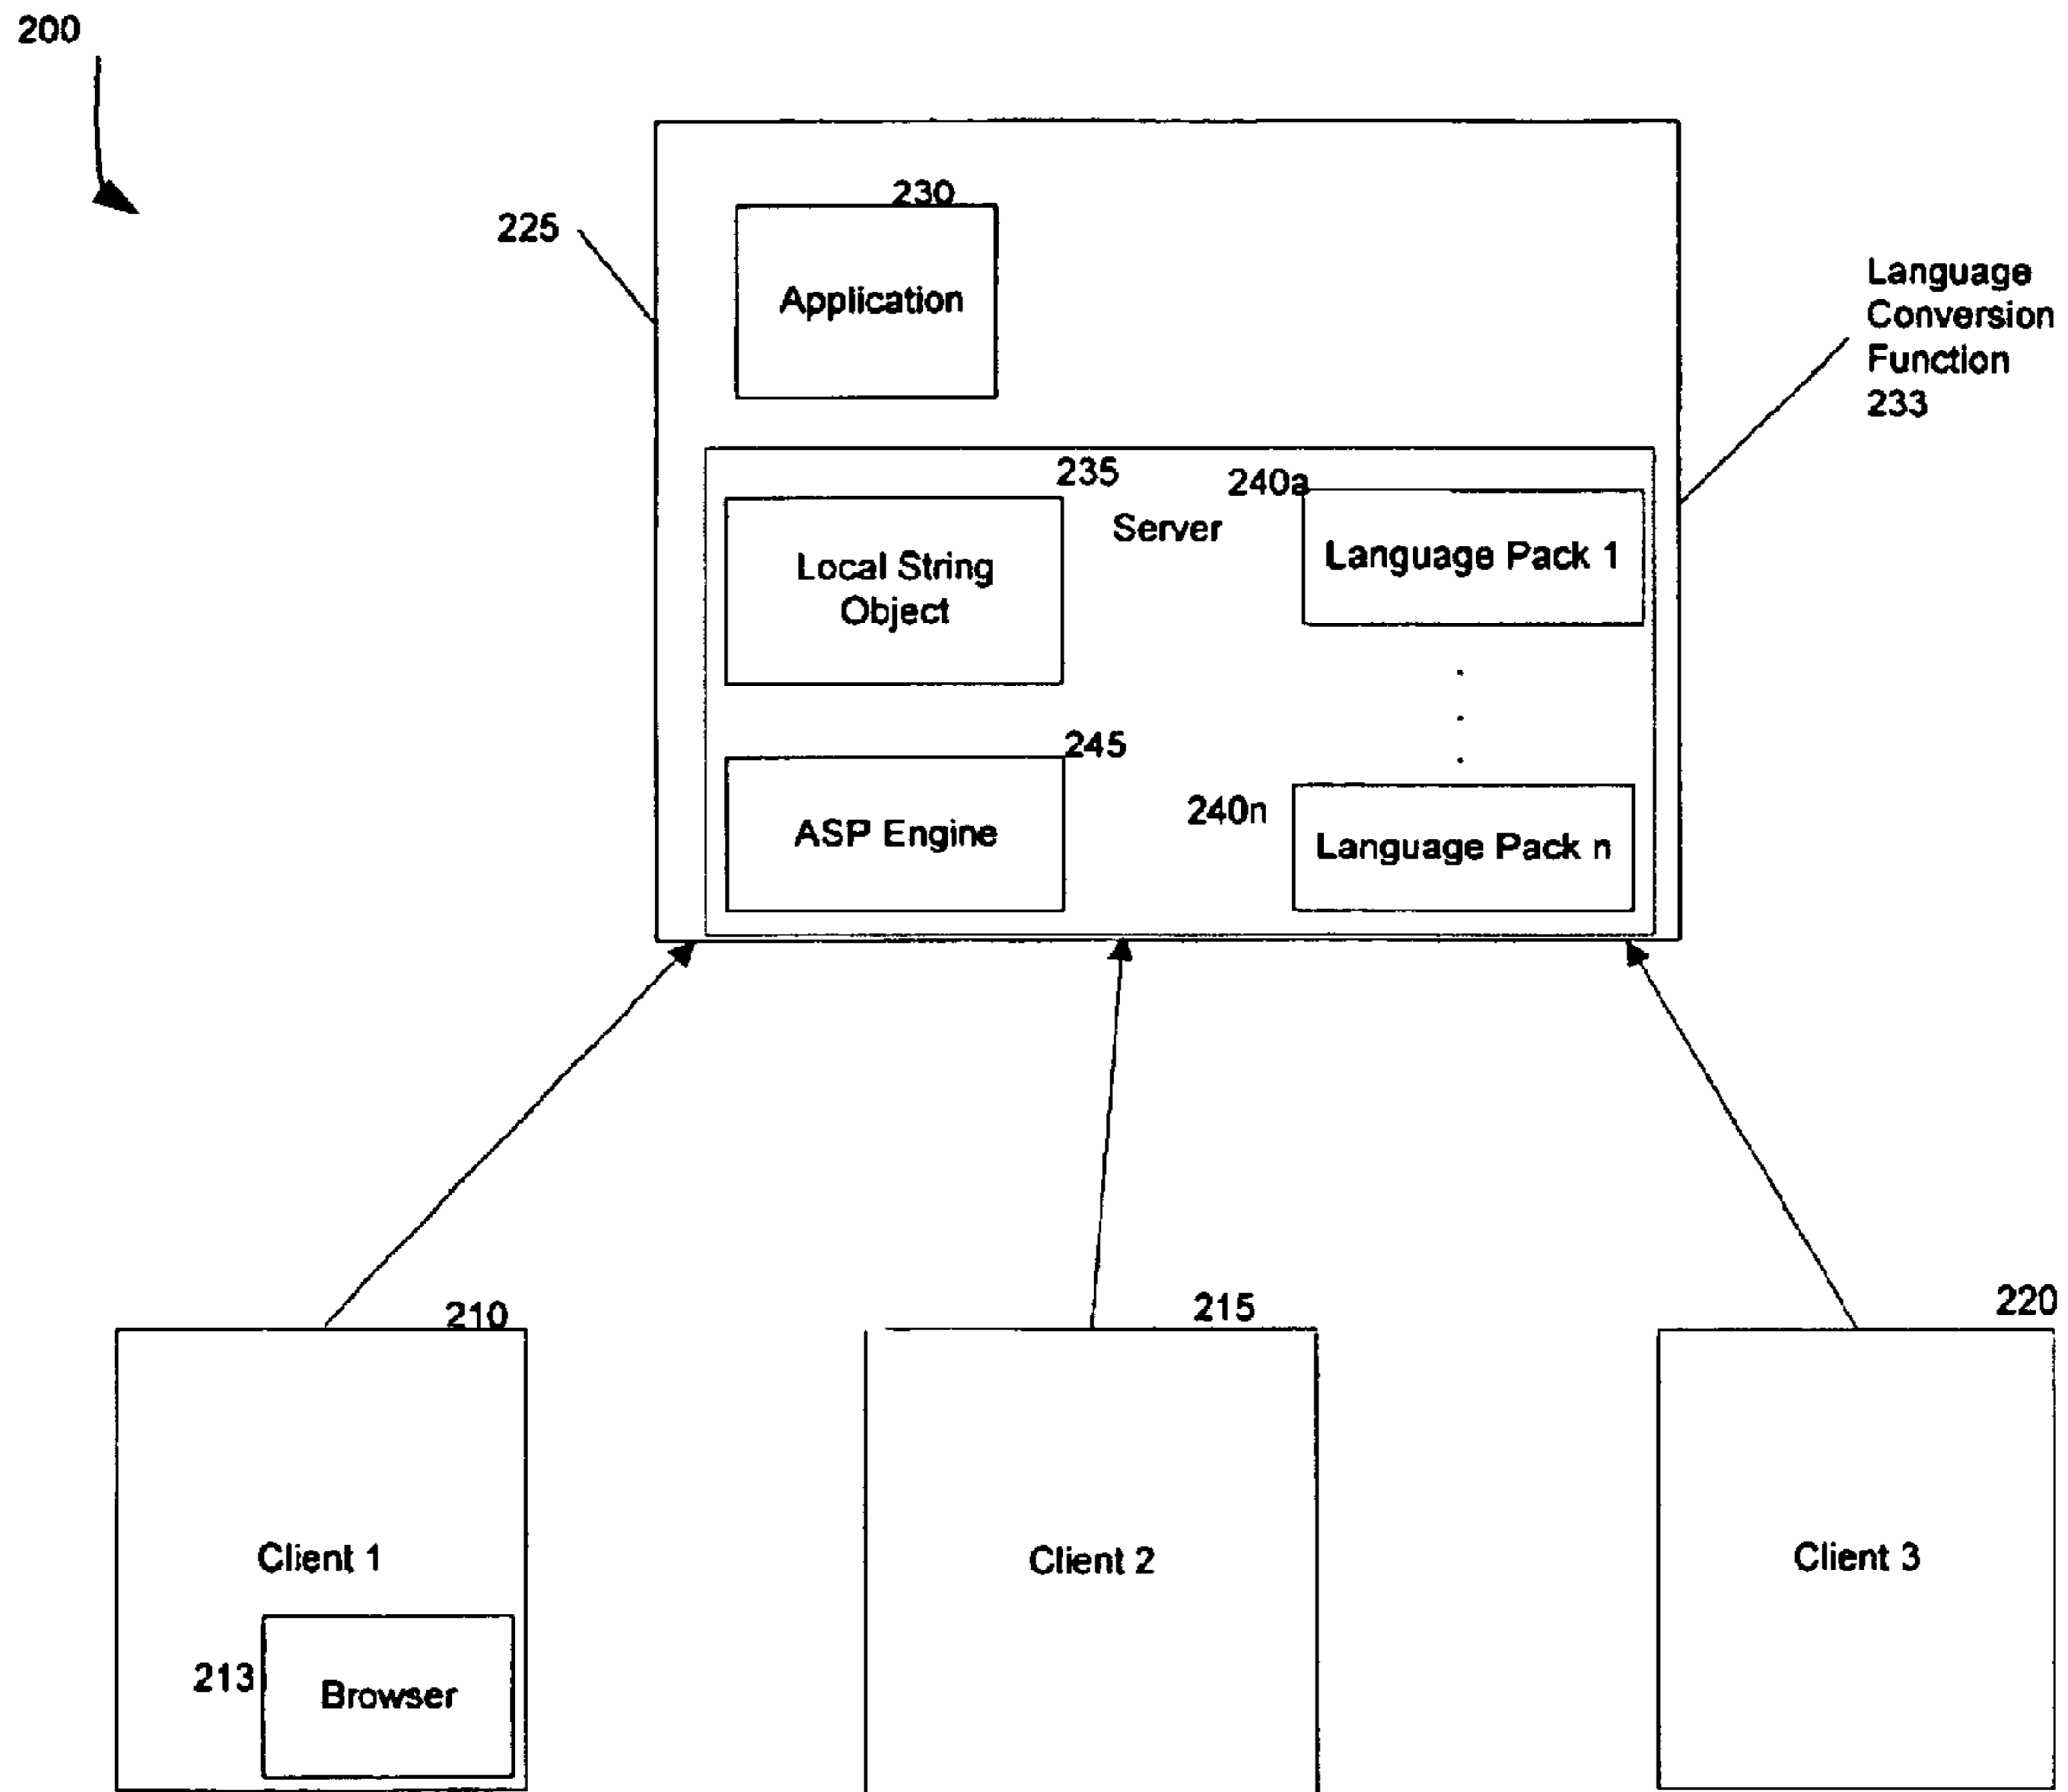 200
230
225
Application
Language
Conversion
Function
233
235
240a
Server
Local String
Object
Language Pack 1
.
.
.
245
240n
ASP Engine
Language Pack n
210
215
220
Client 1
Client 2
Client 3
213
Browser